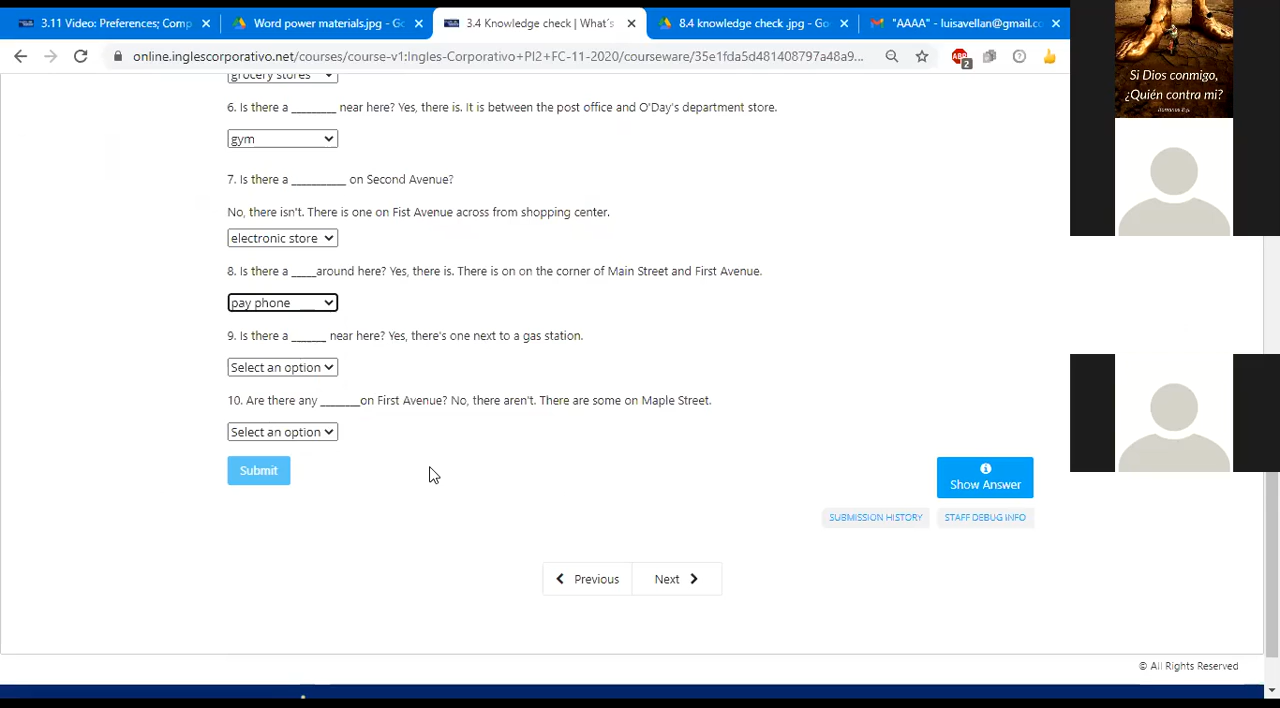 3.11 Video: Preferences; Comp
Word power materials.jpg - Go
3.4 Knowledge check | What's
8.4 knowledge check .jpg - Goo
"AAAA" - luisavellan@gmail.co
online.inglescorporativo.net/courses/course-v1:Ingles-Corporativo+PI2+FC-11-2020/courseware/35e1fda5d481408797a48a9...
2
Si Dios conmigo,
¿Quién contra mi?
grocery stores
6. Is there a _________ near here? Yes, there is. It is between the post office and O'Day's department store.
gym
7. Is there a ___________ on Second Avenue?
No, there isn't. There is one on Fist Avenue across from shopping center.
electronic store
8. Is there a _____around here? Yes, there is. There is on on the corner of Main Street and First Avenue.
pay phone
9. Is there a _______ near here? Yes, there's one next to a gas station.
Select an option
10. Are there any ________on First Avenue? No, there aren't. There are some on Maple Street.
Select an option
Submit
Show Answer
SUBMISSION HISTORY
STAFF DEBUG INFO
Previous
Next
© All Rights Reserved